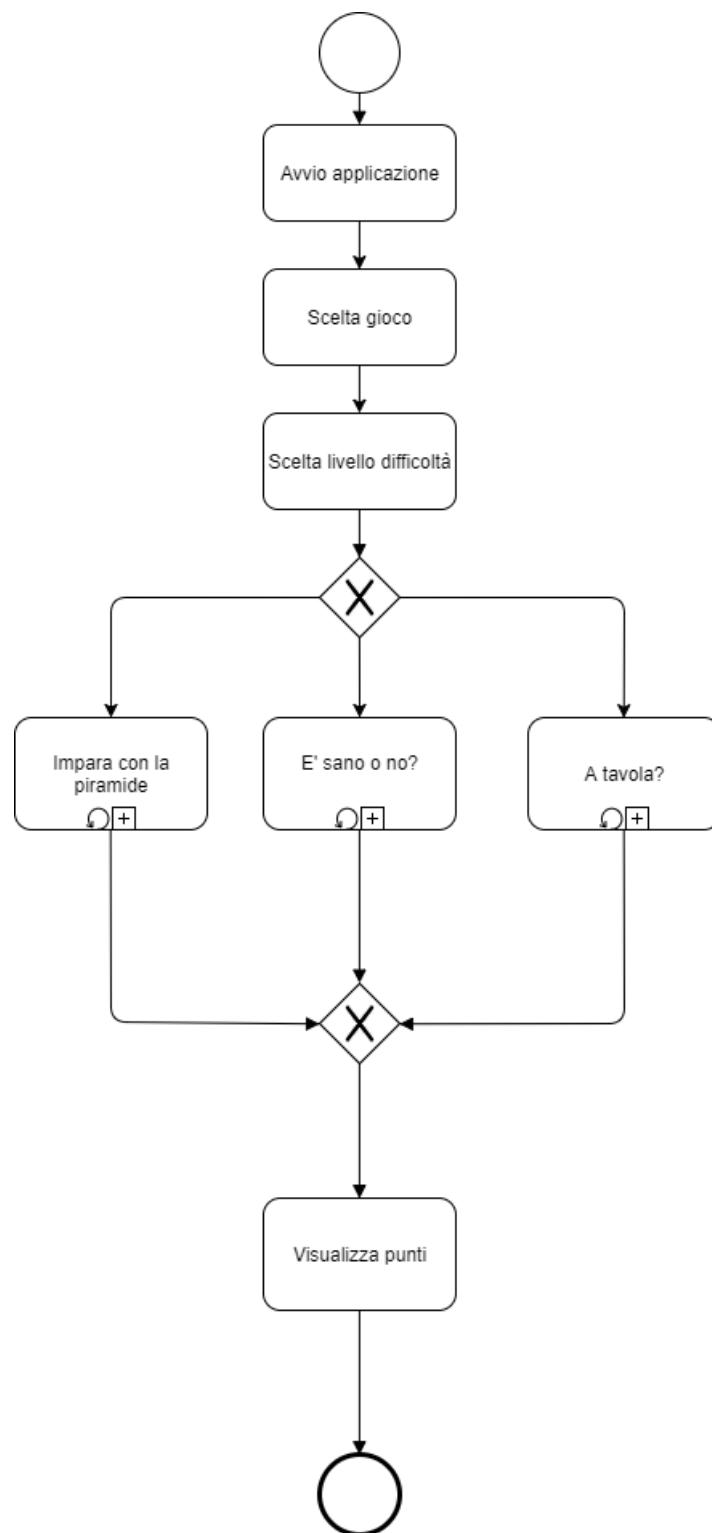 Avvio applicazione
Scelta gioco
Scelta livello difficoltà
Impara con la
piramide
E' sano o no?
A tavola?
Visualizza punti